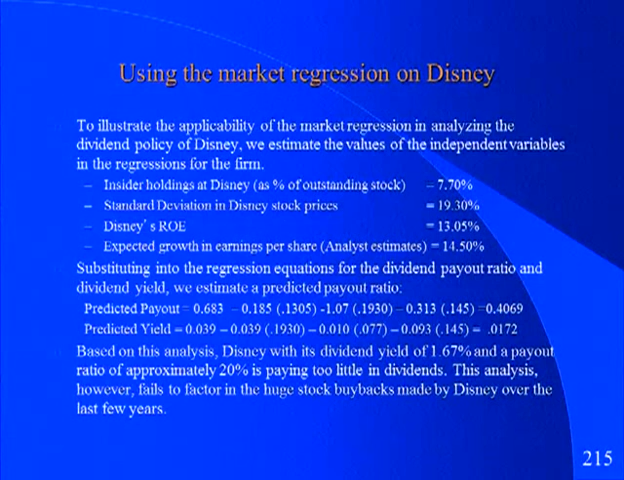 Using the market regression on Disney
To illustrate the applicability of the market regression in analyzing the
dividend policy of Disney, we estimate the values of the independent variables
in the regressions for the firm.
– Insider holdings at Disney (as % of outstanding stock) = 7.70%
– Standard Deviation in Disney stock prices = 19.30%
– Disney's ROE = 13.05%
– Expected growth in earnings per share (Analyst estimates) = 14.50%
Substituting into the regression equations for the dividend payout ratio and
dividend yield, we estimate a predicted payout ratio:
Predicted Payout = 0.683 – 0.185 (.1305) -1.07 (.1930) – 0.313 (.145) =0.4069
Predicted Yield = 0.039 – 0.039 (.1930) – 0.010 (.077) – 0.093 (.145) = .0172
Based on this analysis, Disney with its dividend yield of 1.67% and a payout
ratio of approximately 20% is paying too little in dividends. This analysis,
however, fails to factor in the huge stock buybacks made by Disney over the
last few years.
215